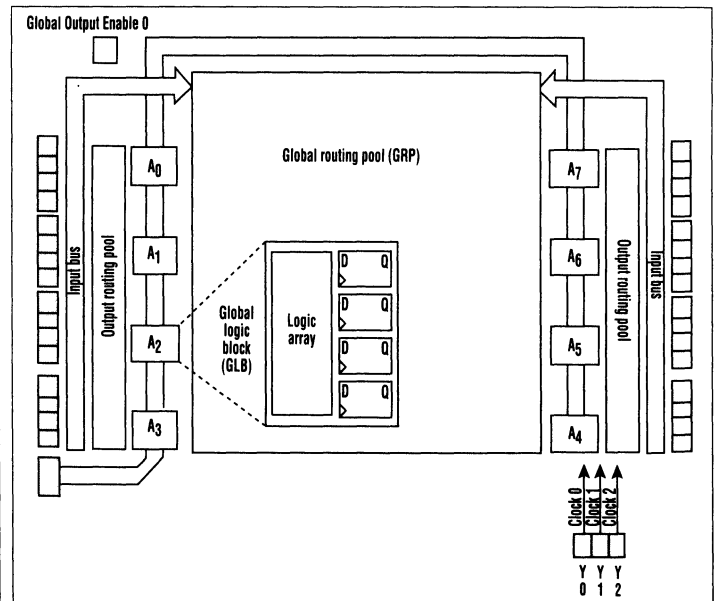 Global Output Enable 0
Global routing pool (GRP)
A0
A7
Input bus
Output routing pool
A1
A6
Output routing pool
Input bus
D Q
Global
logic
block
(GLB)
Logic
array
D Q
A2
A5
D Q
D Q
A3
A4
Clock 0
Clock 1
Clock 2
Y
0
Y
1
Y
2